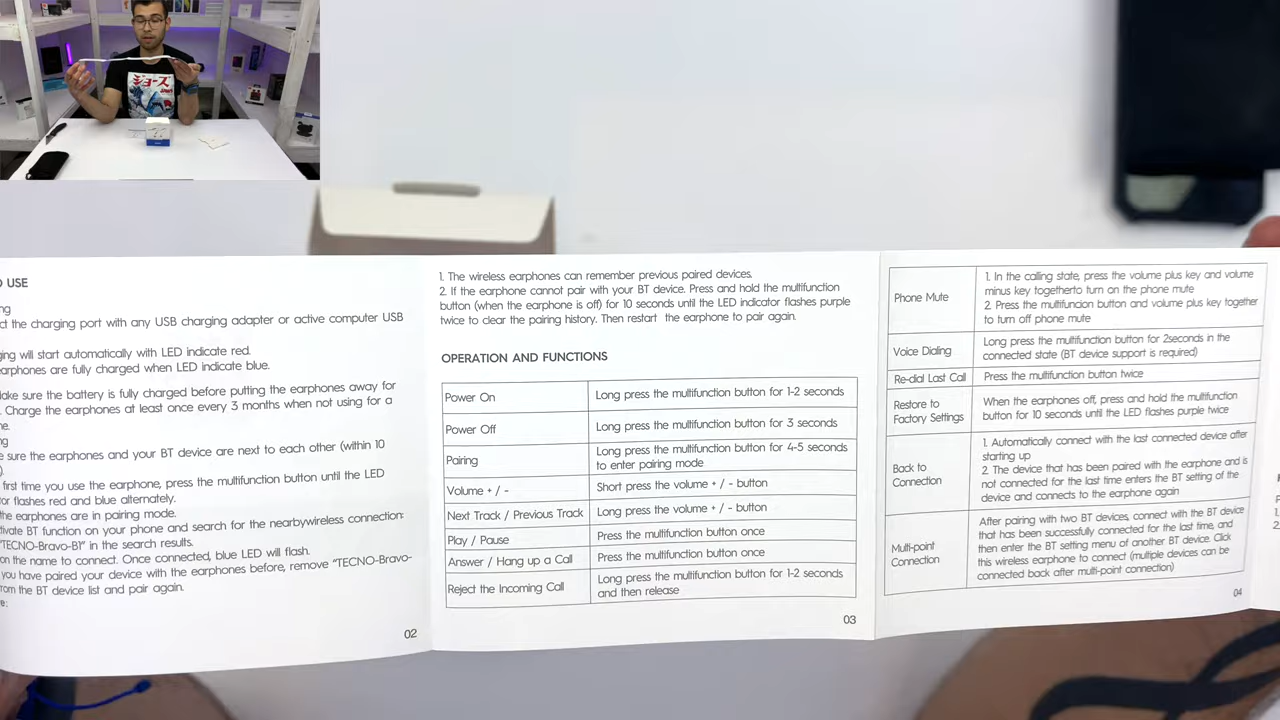 ジョーズ
O USE
ng
ct the charging port with any USB charging adapter or active computer USB
ging will start automatically with LED indicate red.
arphones are fully charged when LED indicate blue.
ake sure the battery is fully charged before putting the earphones away for
. Charge the earphones at least once every 3 months when not using for a
ne.
ng
e sure the earphones and your BT device are next to each other (within 10
).
first time you use the earphone, press the multifunction button until the LED
or flashes red and blue alternately.
the earphones are in pairing mode.
tivate BT function on your phone and search for the nearbywireless connection:
"TECNO-Bravo-B1" in the search results.
on the name to connect. Once connected, blue LED will flash.
you have paired your device with the earphones before, remove "TECNO-Bravo-
rom the BT device list and pair again.
e:
02
1. The wireless earphones can remember previous paired devices.
2. If the earphone cannot pair with your BT device. Press and hold the multifunction
button (when the earphone is off) for 10 seconds until the LED indicator flashes purple
twice to clear the pairing history. Then restart the earphone to pair again.
OPERATION AND FUNCTIONS
Power On
Long press the multifunction button for 1-2 seconds
Power Off
Long press the multifunction button for 3 seconds
Pairing
Long press the multifunction button for 4-5 seconds
to enter pairing mode
Volume + / -
Short press the volume + / - button
Next Track / Previous Track
Long press the volume + / - button
Play / Pause
Press the multifunction button once
Answer / Hang up a Call
Press the multifunction button once
Reject the Incoming Call
Long press the multifunction button for 1-2 seconds
and then release
03
Phone Mute
1. In the calling state, press the volume plus key and volume
minus key togetherto turn on the phone mute
2. Press the multifuncion button and volume plus key together
to turn off phone mute
Voice Dialing
Long press the multifunction button for 2seconds in the
connected state (BT device support is required)
Re-dial Last Call
Press the multifunction button twice
Restore to
Factory Settings
When the earphones off, press and hold the multifunction
button for 10 seconds until the LED flashes purple twice
Back to
Connection
1. Automatically connect with the last connected device after
starting up
2. The device that has been paired with the earphone and is
not connected for the last time enters the BT setting of the
device and connects to the earphone again
Multi-point
Connection
After pairing with two BT devices, connect with the BT device
that has been successfully connected for the last time, and
then enter the BT setting menu of another BT device. Click
this wireless earphone to connect (multiple devices can be
connected back after multi-point connection)
04